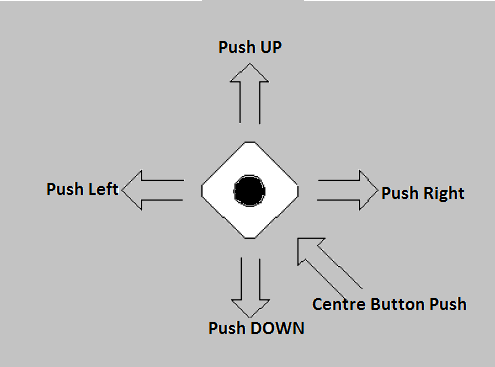 Push UP
Push Left
Push Right
Centre Button Push
Push DOWN